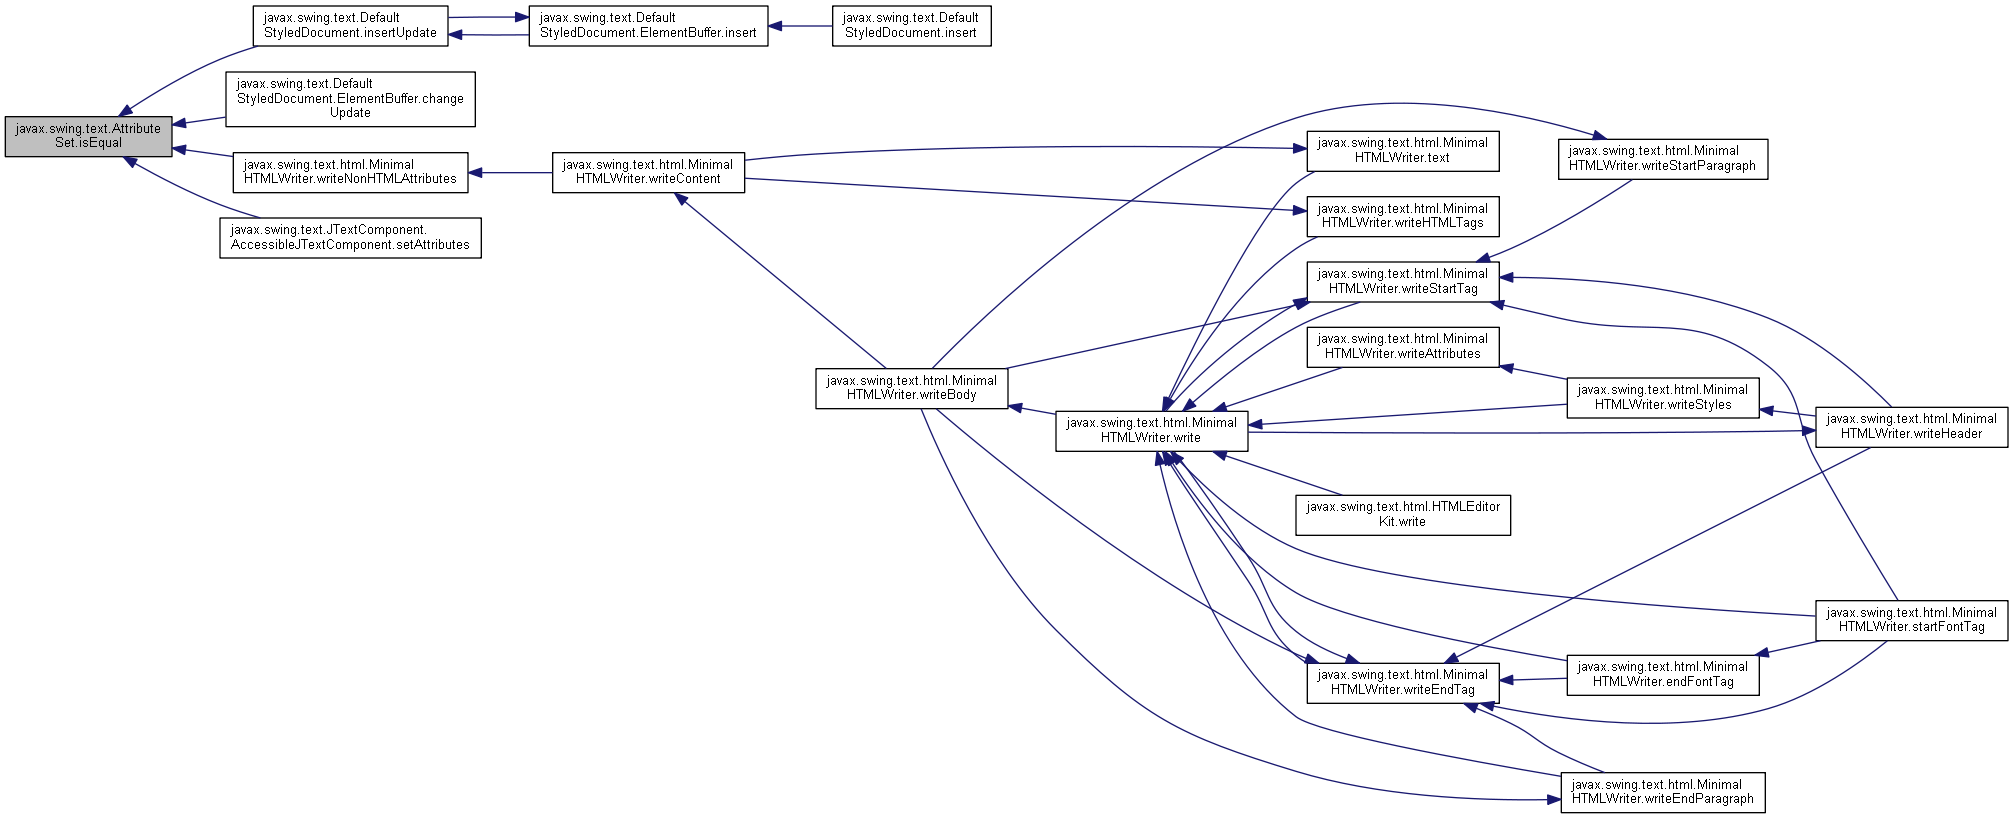 javax.swing.text.Default
StyledDocument.insertUpdate
javax.swing.text.Default
StyledDocument.ElementBuffer.insert
javax.swing.text.Default
StyledDocument.insert
javax.swing.text.Default
StyledDocument.ElementBuffer.change
Update
javax.swing.text.Attribute
Set.isEqual
javax.swing.text.html.Minimal
HTMLWriter.writeNonHTMLAttributes
javax.swing.text.html.Minimal
HTMLWriter.writeContent
javax.swing.text.JTextComponent.
AccessibleJTextComponent.setAttributes
javax.swing.text.html.Minimal
HTMLWriter.text
javax.swing.text.html.Minimal
HTMLWriter.writeStartParagraph
javax.swing.text.html.Minimal
HTMLWriter.writeHTMLTags
javax.swing.text.html.Minimal
HTMLWriter.writeStartTag
javax.swing.text.html.Minimal
HTMLWriter.writeAttributes
javax.swing.text.html.Minimal
HTMLWriter.writeBody
javax.swing.text.html.Minimal
HTMLWriter.writeStyles
javax.swing.text.html.Minimal
HTMLWriter.write
javax.swing.text.html.Minimal
HTMLWriter.writeHeader
javax.swing.text.html.HTMLEditor
Kit.write
javax.swing.text.html.Minimal
HTMLWriter.startFontTag
javax.swing.text.html.Minimal
HTMLWriter.endFontTag
javax.swing.text.html.Minimal
HTMLWriter.writeEndTag
javax.swing.text.html.Minimal
HTMLWriter.writeEndParagraph